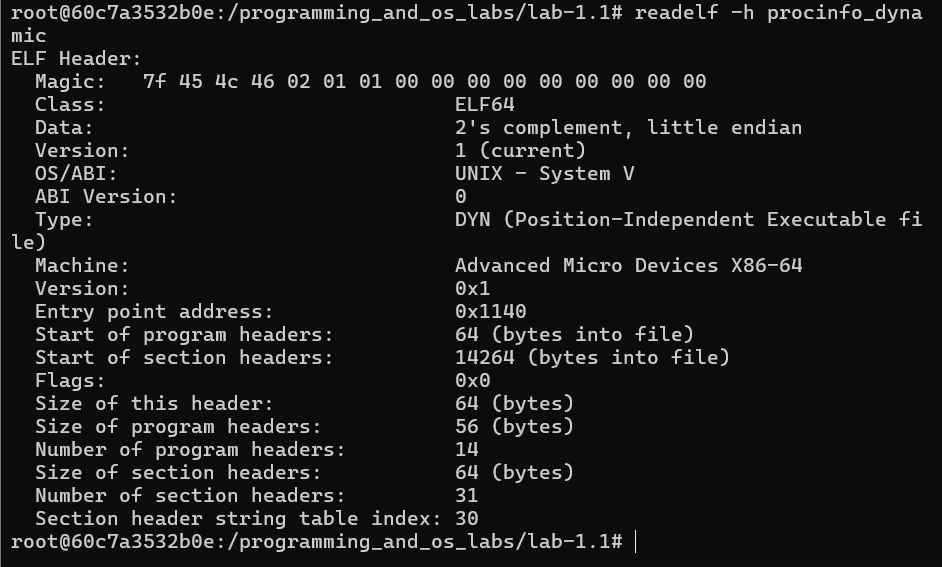 root@60c7a3532b0e:/programming_and_os_labs/lab-1.1# readelf -h procinfo_dyna
mic
ELF Header:
  Magic:   7f 45 4c 46 02 01 01 00 00 00 00 00 00 00 00 00
  Class:                             ELF64
  Data:                              2's complement, little endian
  Version:                           1 (current)
  OS/ABI:                            UNIX - System V
  ABI Version:                       0
  Type:                              DYN (Position-Independent Executable fi
le)
  Machine:                           Advanced Micro Devices X86-64
  Version:                           0x1
  Entry point address:               0x1140
  Start of program headers:          64 (bytes into file)
  Start of section headers:          14264 (bytes into file)
  Flags:                             0x0
  Size of this header:               64 (bytes)
  Size of program headers:           56 (bytes)
  Number of program headers:         14
  Size of section headers:           64 (bytes)
  Number of section headers:         31
  Section header string table index: 30
root@60c7a3532b0e:/programming_and_os_labs/lab-1.1#